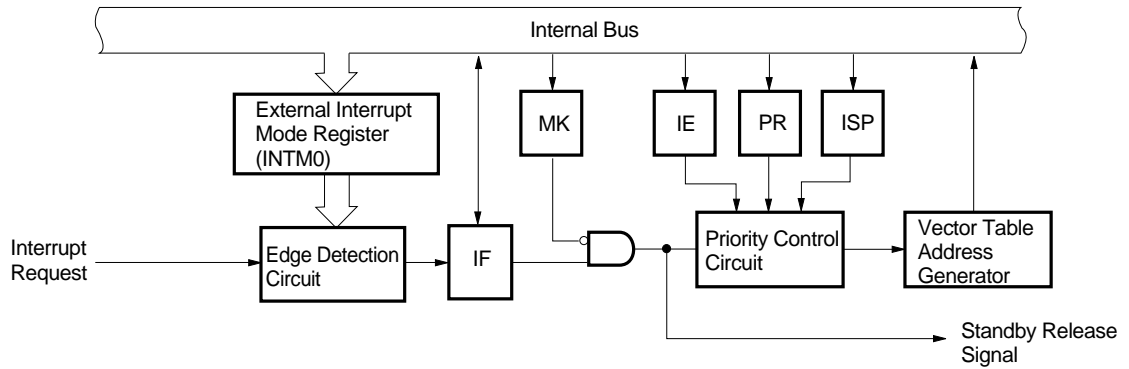 Internal Bus
External Interrupt
Mode Register
(INTM0)
MK
IE
PR
ISP
Interrupt
Request
Edge Detection
Circuit
IF
Priority Control
Circuit
Vector Table
Address
Generator
Standby Release
Signal